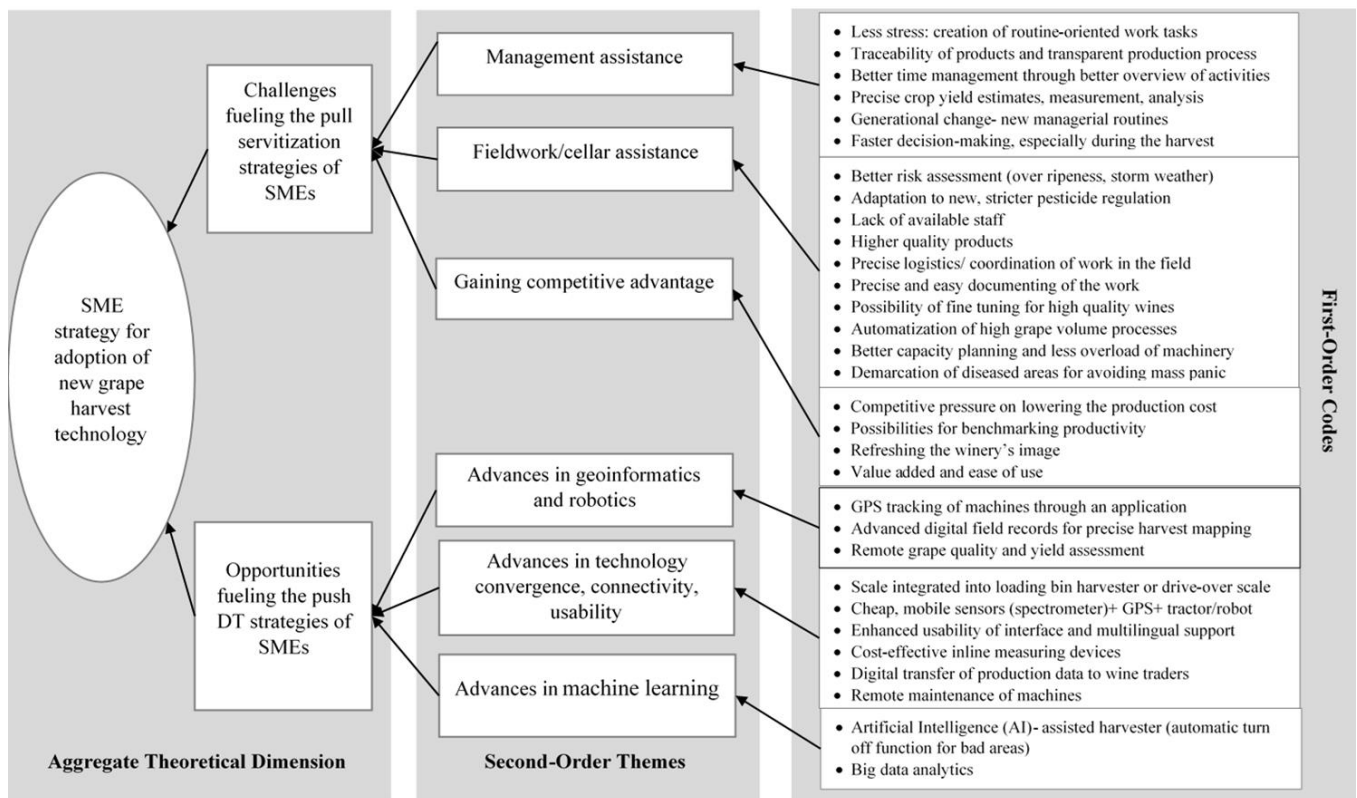 SME
strategy for
adoption of
new grape
harvest
technology
Challenges
fueling the pull
servitization
strategies of
SMEs
Opportunities
fueling the push
DT strategies of
SMEs
Aggregate Theoretical Dimension
Management assistance
Fieldwork/cellar assistance
Gaining competitive advantage
Advances in geoinformatics
and robotics
Advances in technology
convergence, connectivity,
usability
Advances in machine learning
Second-Order Themes
• Less stress: creation of routine-oriented work tasks
• Traceability of products and transparent production process
• Better time management through better overview of activities
• Precise crop yield estimates, measurement, analysis
• Generational change- new managerial routines
• Faster decision-making, especially during the harvest
• Better risk assessment (over ripeness, storm weather)
• Adaptation to new, stricter pesticide regulation
• Lack of available staff
• Higher quality products
• Precise logistics/ coordination of work in the field
• Precise and easy documenting of the work
• Possibility of fine tuning for high quality wines
• Automatization of high grape volume processes
• Better capacity planning and less overload of machinery
• Demarcation of diseased areas for avoiding mass panic
• Competitive pressure on lowering the production cost
• Possibilities for benchmarking productivity
• Refreshing the winery's image
• Value added and ease of use
• GPS tracking of machines through an application
• Advanced digital field records for precise harvest mapping
• Remote grape quality and yield assessment
• Scale integrated into loading bin harvester or drive-over scale
• Cheap, mobile sensors (spectrometer)+ GPS+ tractor/robot
• Enhanced usability of interface and multilingual support
• Cost-effective inline measuring devices
• Digital transfer of production data to wine traders
• Remote maintenance of machines
• Artificial Intelligence (AI)- assisted harvester (automatic turn
off function for bad areas)
• Big data analytics
First-Order Codes